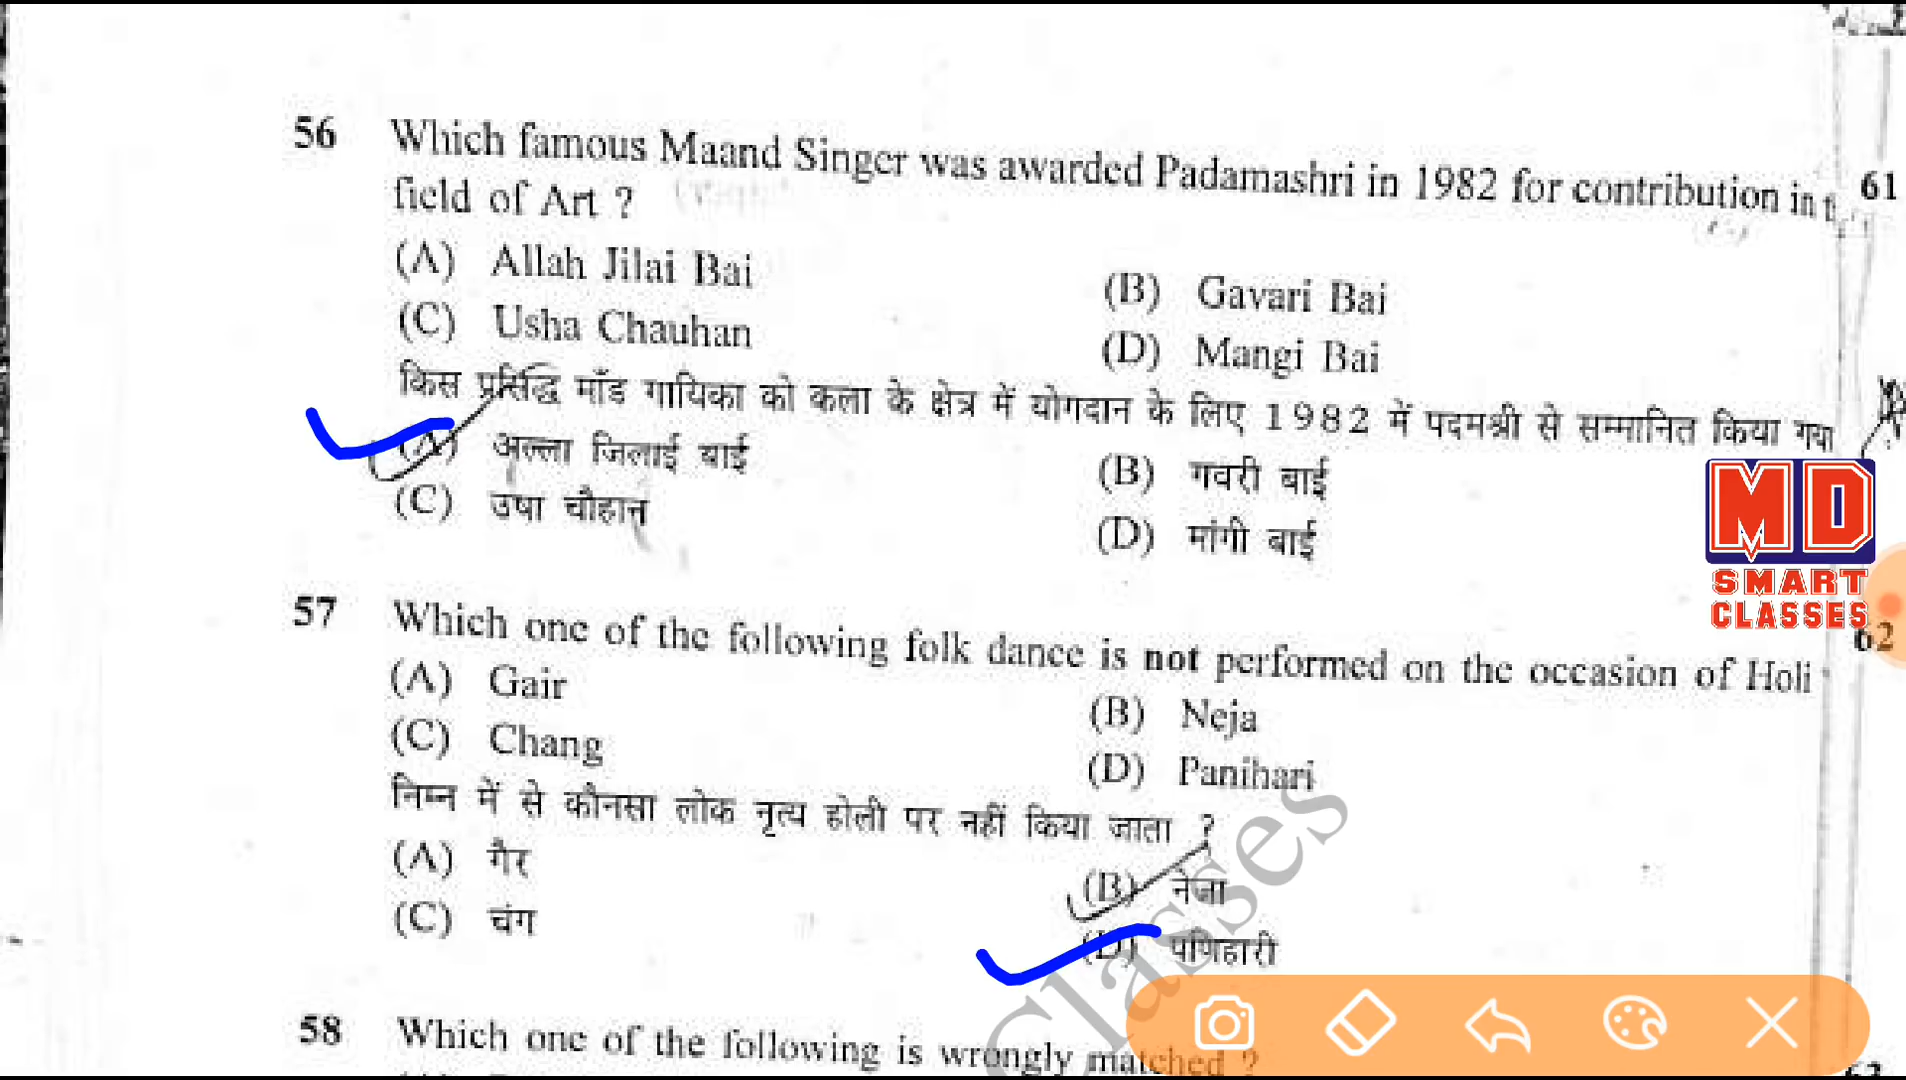 56 Which famous Maand Singer was awarded Padamashri in 1982 for contribution in
field of Art ?
(A) Allah Jilai Bai
(B) Gavari Bai
(C) Usha Chauhan
(D) Mangi Bai
किस प्रसिद्धि माँड गायिका को कला के क्षेत्र में योगदान के लिए 1982 में पदमश्री से सम्मानित किया गया
(A) अल्ला जिलाई बाई
(B) गवरी बाई
(C) उषा चौहान
(D) मांगी बाई
57 Which one of the following folk dance is not performed on the occasion of Holi
(A) Gair
(B) Neja
(C) Chang
(D) Panihari
निम्न में से कौनसा लोक नृत्य होली पर नहीं किया जाता ?
(A) गैर
(B) नेजा
(C) चंग
(D) पणिहारी
58 Which one of the following is wrongly matched ?
61
MD
SMART
CLASSES
62
Classes